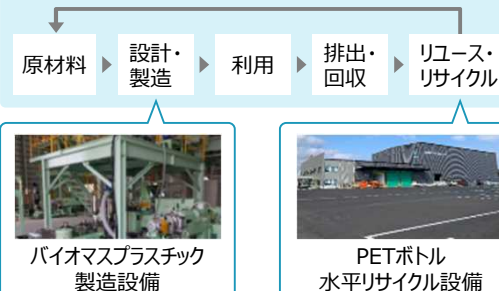 原材料
設計・
製造
利用
排出・
回収
リユース・
リサイクル
バイオマスプラスチック
製造設備
PETボトル
水平リサイクル設備